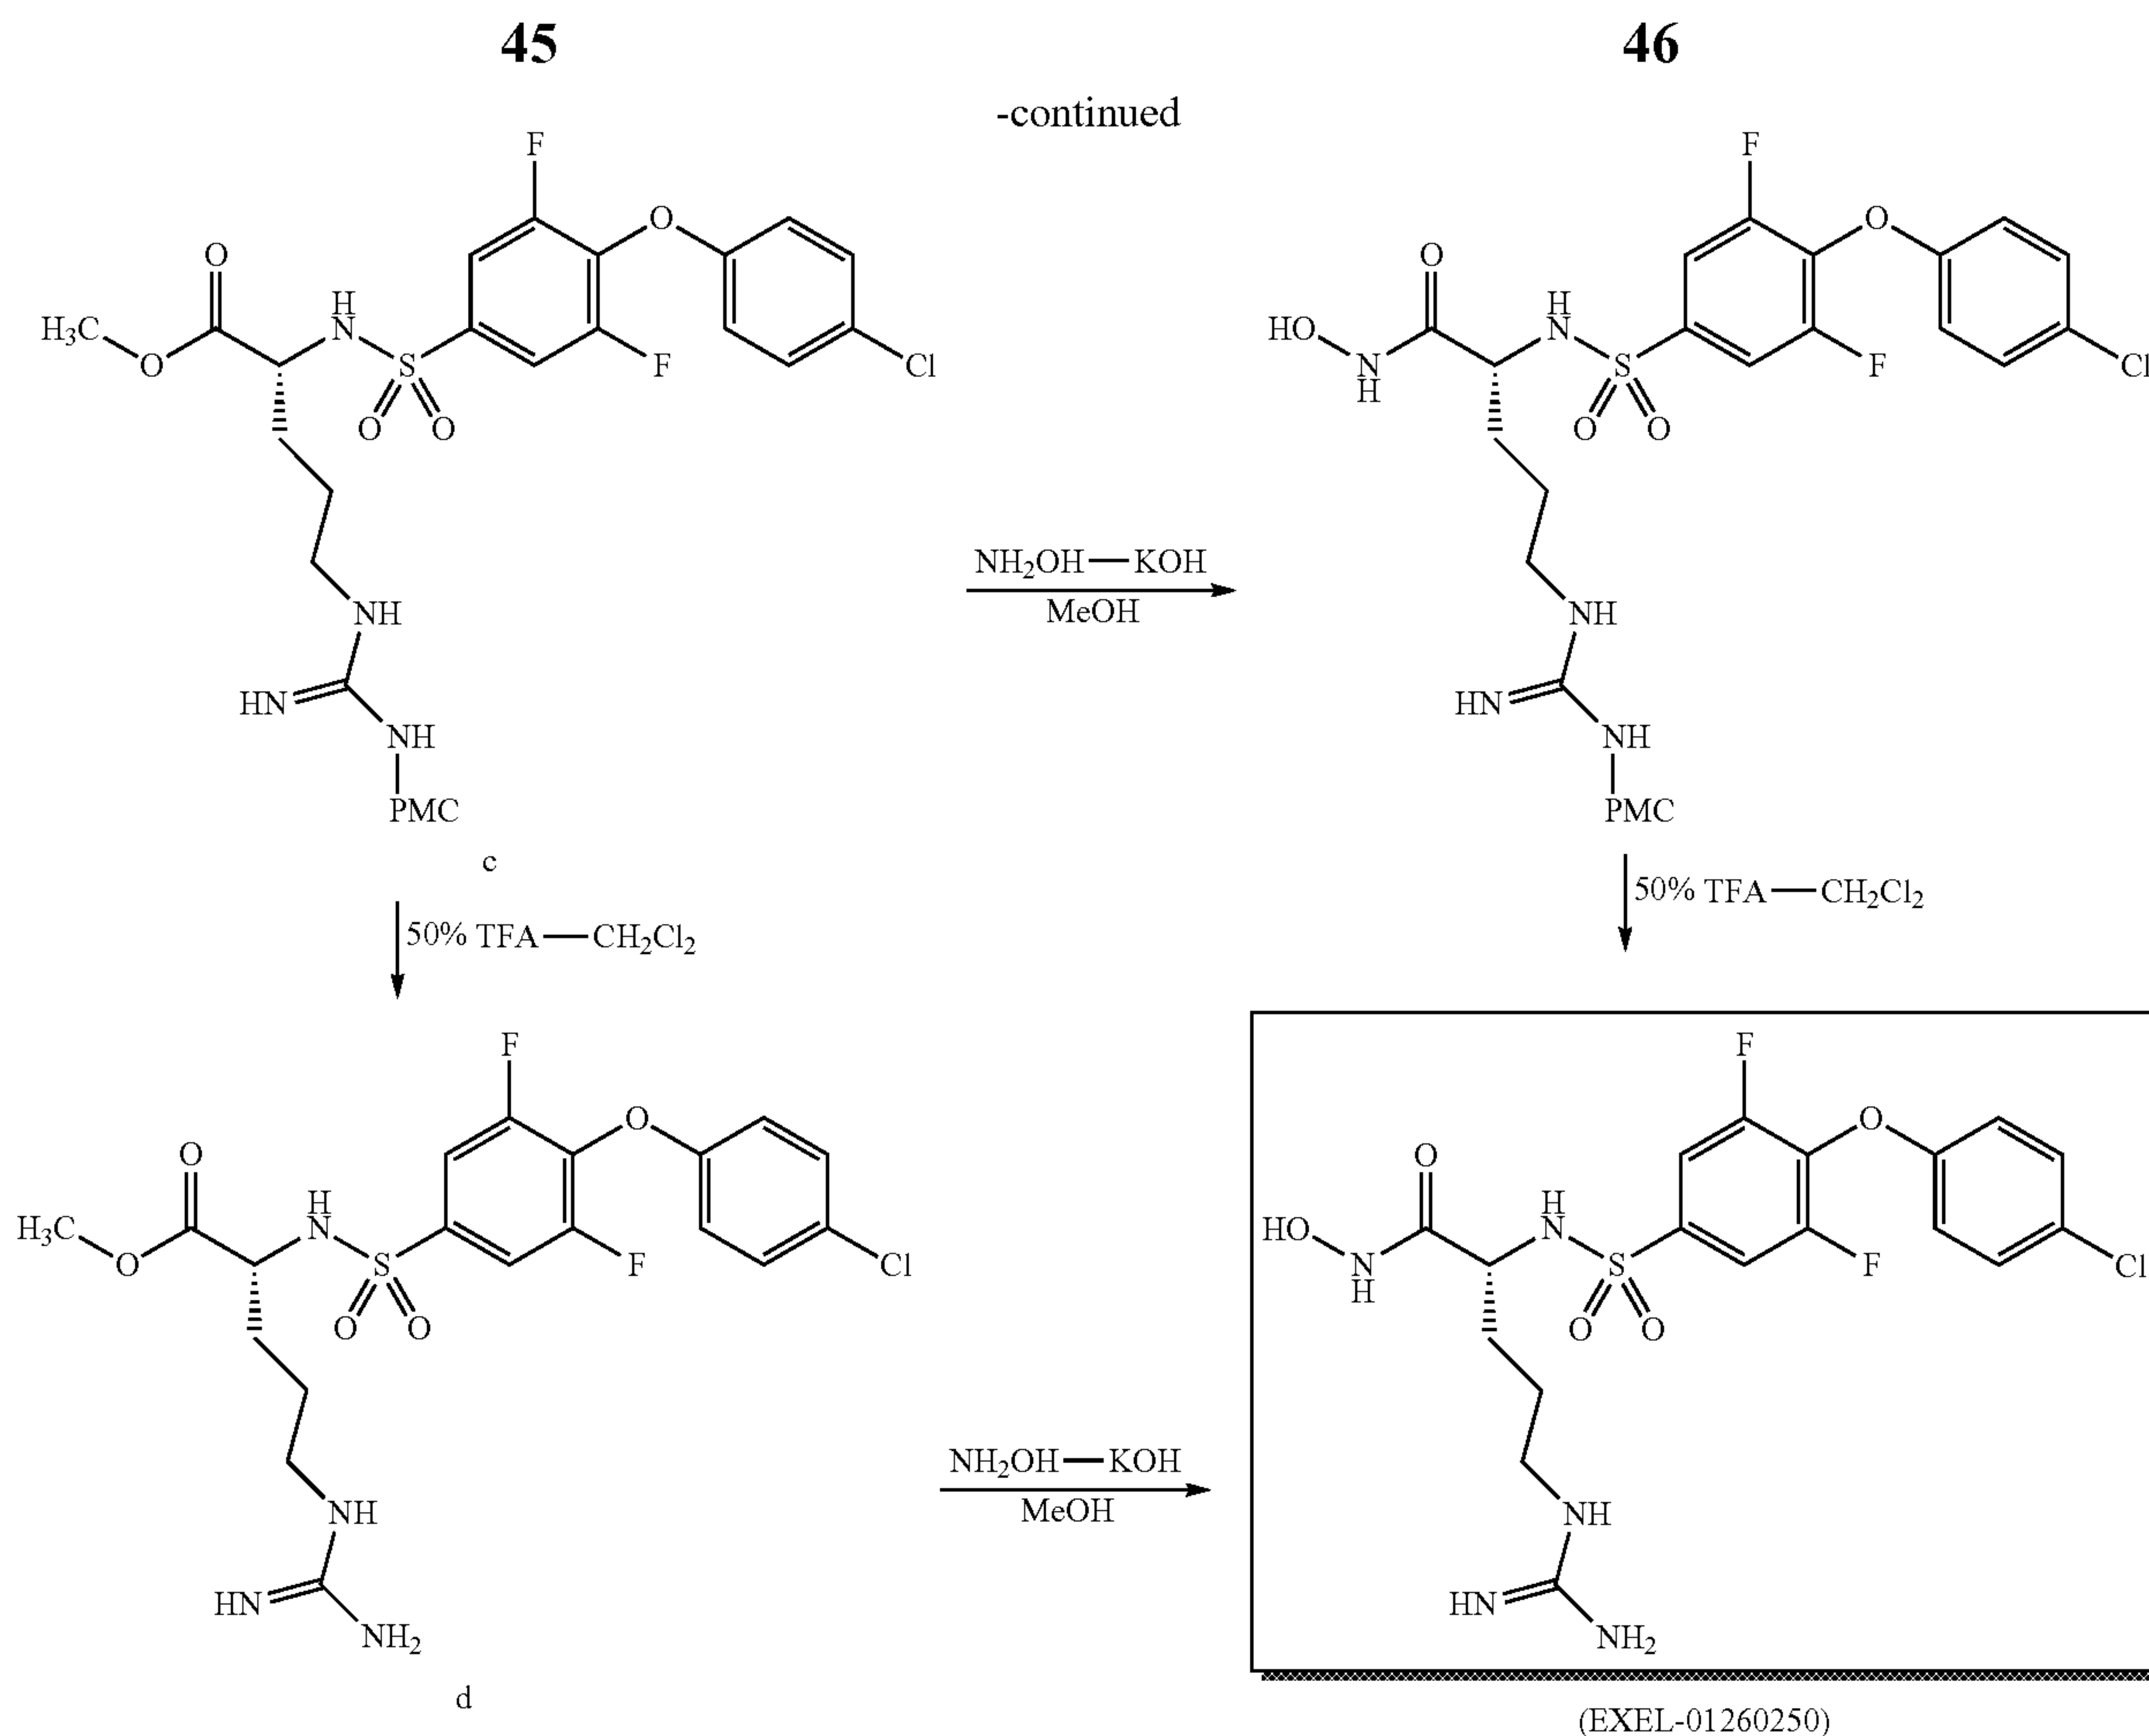 45
46
-continued
F
O
O
H
N
H₃C
O
S
F
Cl
O
O
NH
HN
NH
PMC
c
NH₂OH—KOH
MeOH
F
O
O
H
N
HO
N
H
S
F
Cl
O
O
NH
HN
NH
PMC
50% TFA—CH₂Cl₂
50% TFA—CH₂Cl₂
F
O
O
H
N
H₃C
O
S
F
Cl
O
O
NH
HN
NH₂
d
NH₂OH—KOH
MeOH
F
O
O
H
N
HO
N
H
S
F
Cl
O
O
NH
HN
NH₂
(EXEL-01260250)